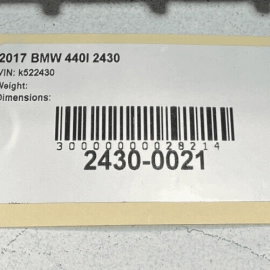 2017 BMW 440I 2430
VIN: k522430
Weight:
Dimensions:
3000000028214
2430-0021